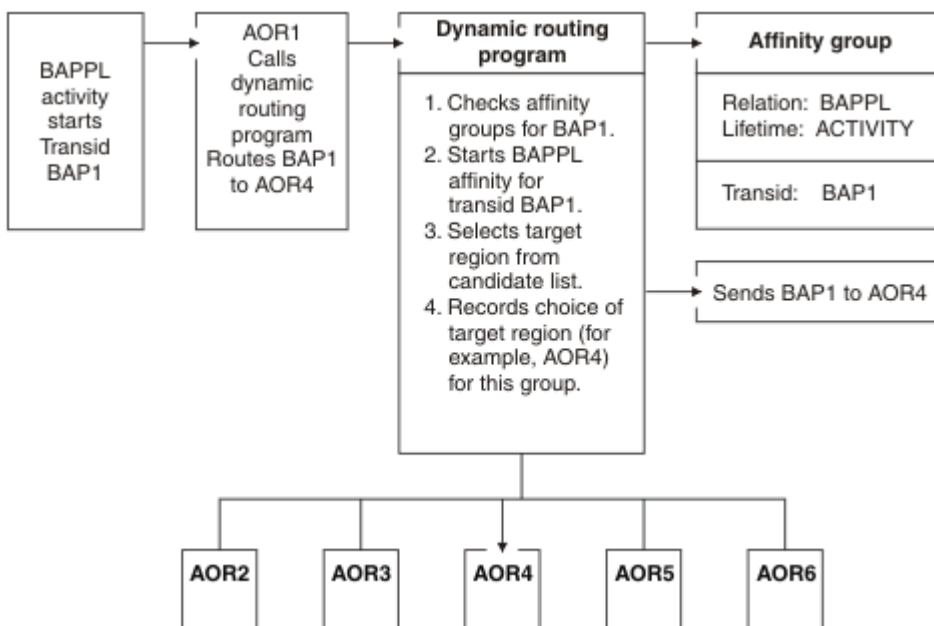 BAPPL
activity
starts
Transid
BAP1
AOR1
Calls
dynamic
routing
program
Routes BAP1
to AOR4
Dynamic routing
program
1. Checks affinity
groups for BAP1.
2. Starts BAPPL
affinity for
transid BAP1.
3. Selects target
region from
candidate list.
4. Records choice of
target region (for
example, AOR4)
for this group.
Affinity group
Relation: BAPPL
Lifetime: ACTIVITY
Transid: BAP1
Sends BAP1 to AOR4
AOR2 AOR3 AOR4 AOR5 AOR6